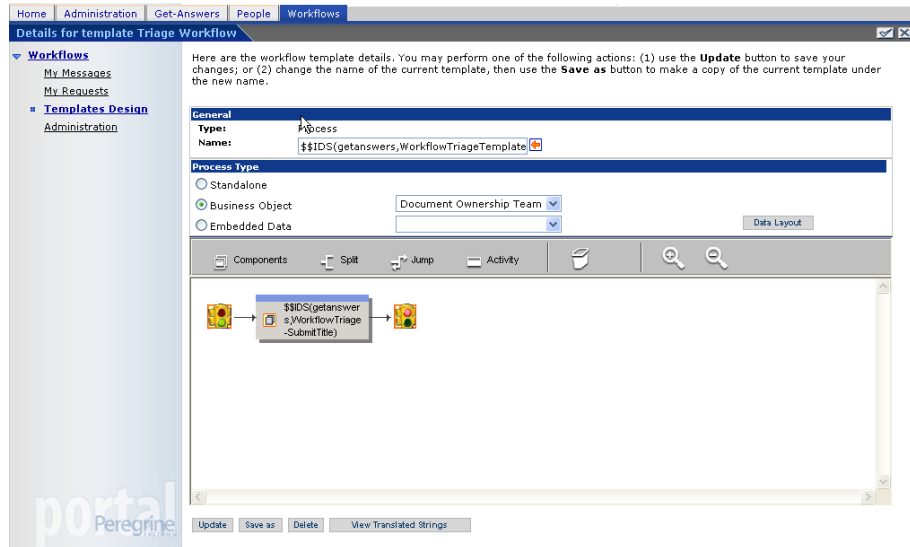 Home Administration Get-Answers People Workflows
Details for template Triage Workflow
Workflows
My Messages
My Requests
Templates Design
Administration
Here are the workflow template details. You may perform one of the following actions: (1) use the Update button to save your
changes; or (2) change the name of the current template, then use the Save as button to make a copy of the current template under
the new name.
General
Type: Process
Name: $$IDS(getanswers,WorkflowTriageTemplate
Process Type
Standalone
Business Object Document Ownership Team
Embedded Data Data Layout
Components Split Jump Activity
$$IDS(getanswer
s,WorkflowTriage
-SubmitTitle)
portal
Peregrine
Update Save as Delete View Translated Strings